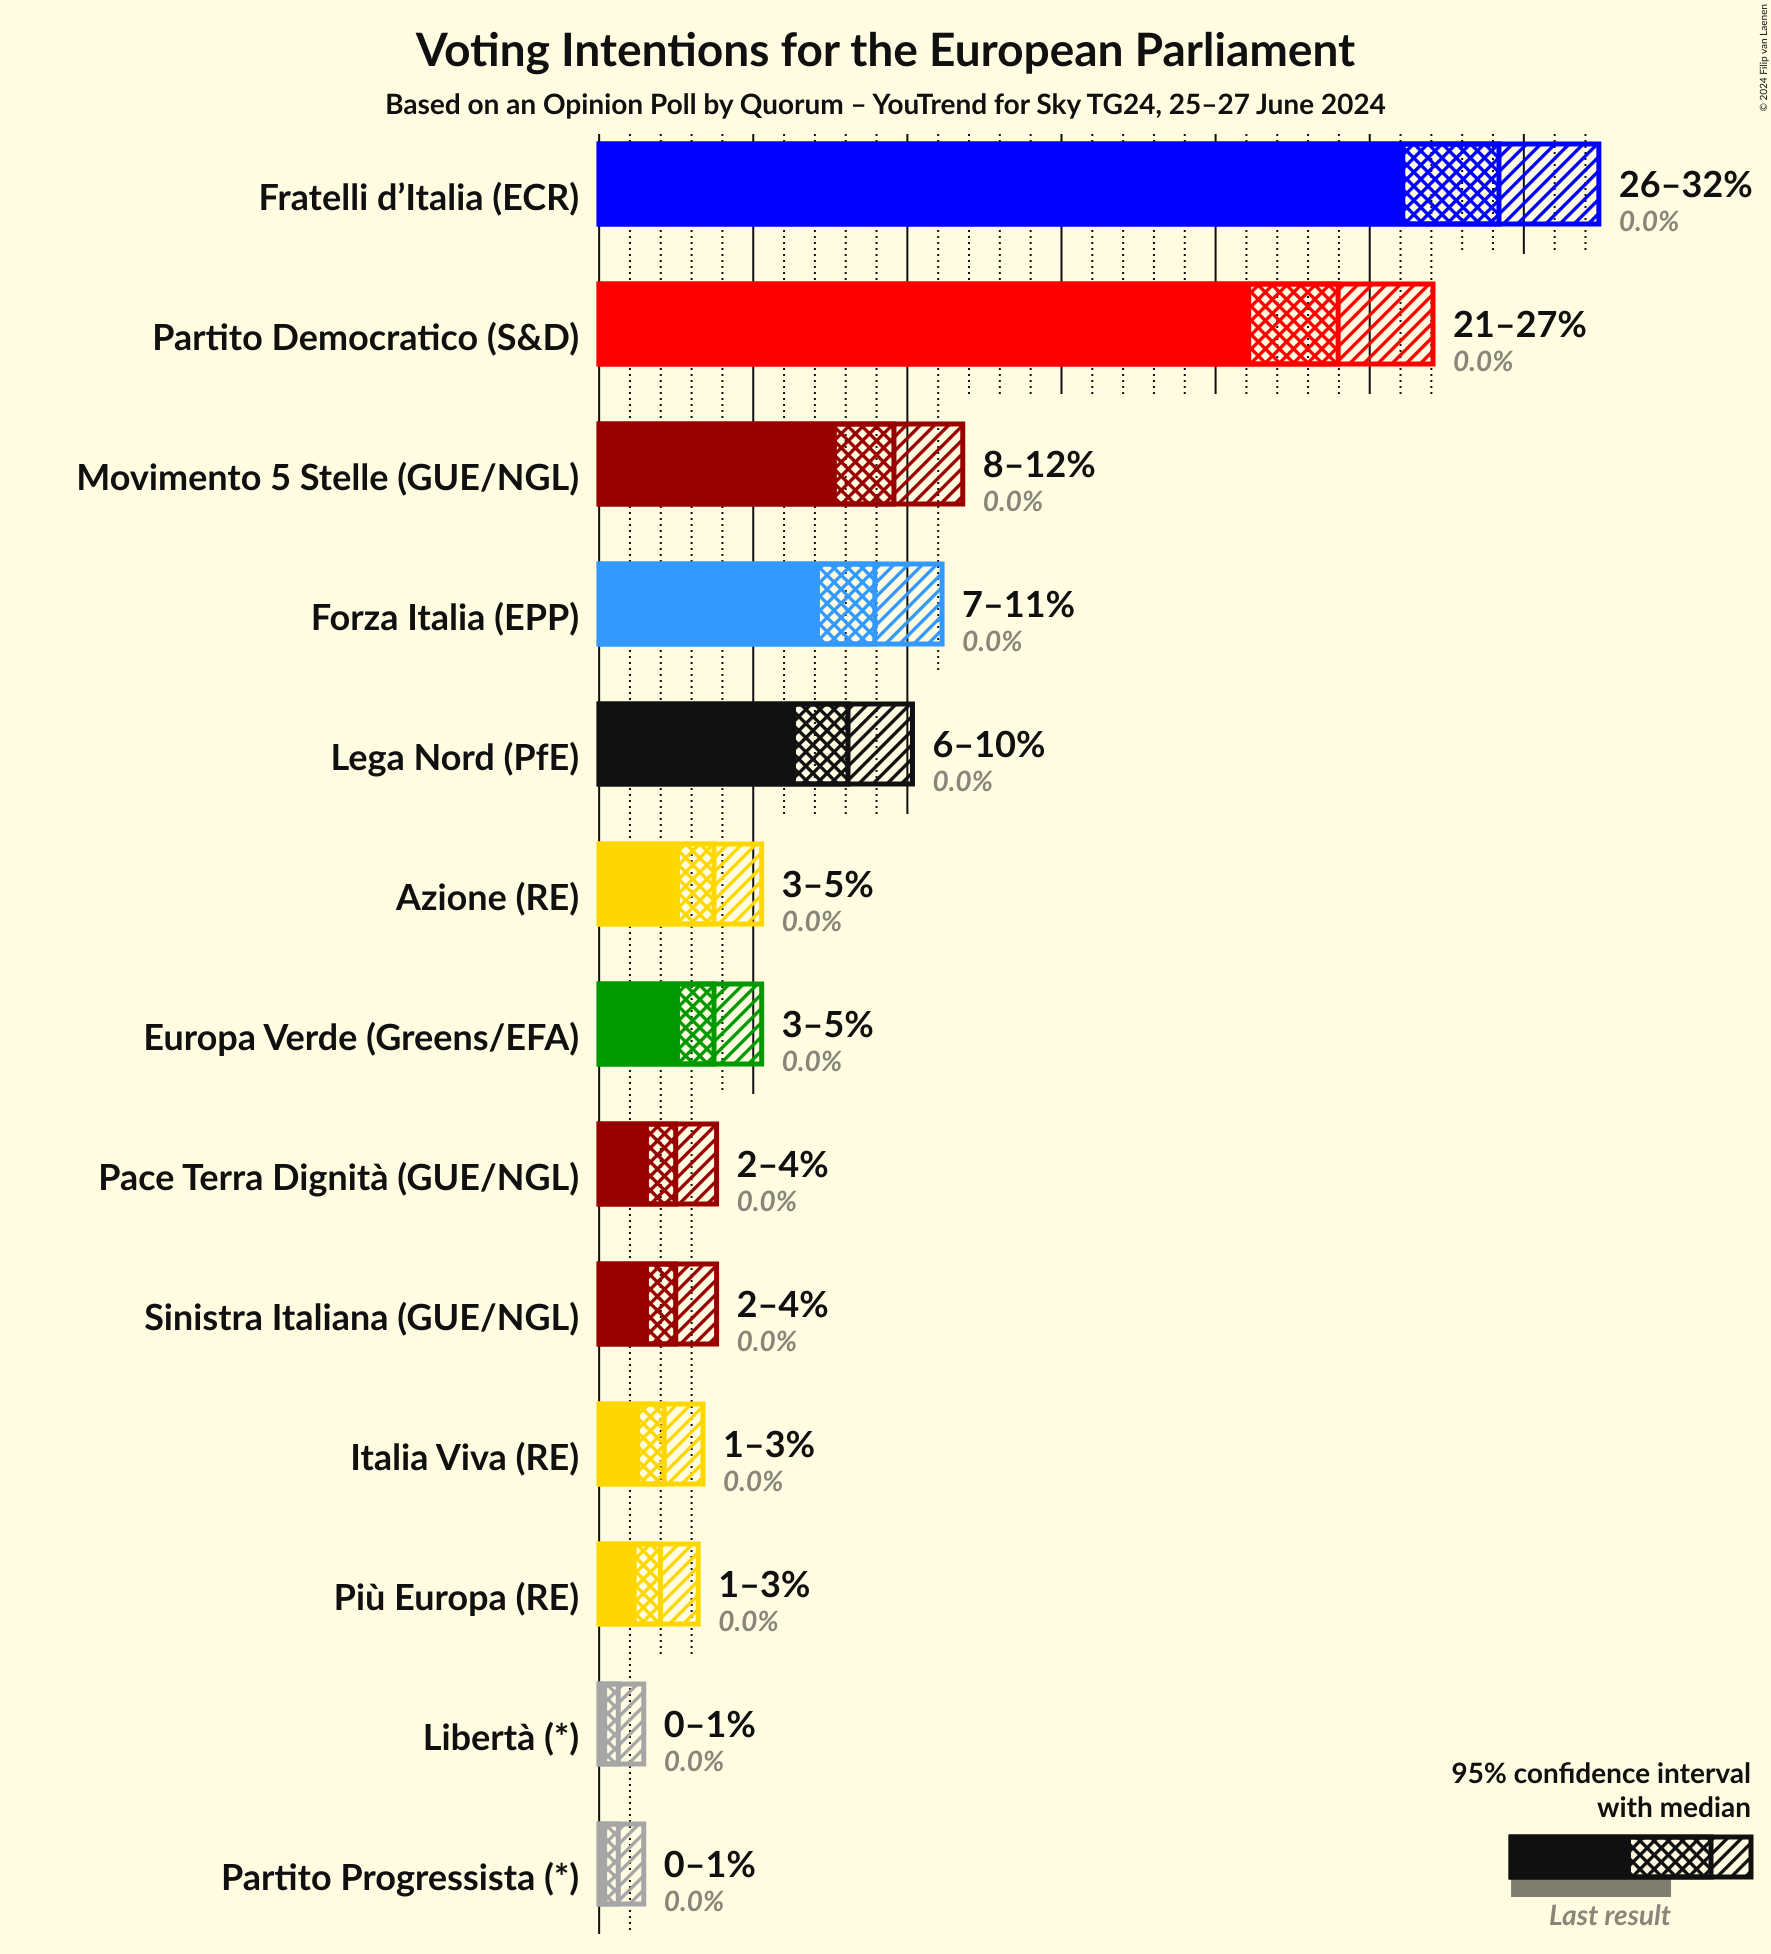 Voting Intentions for the European Parliament
Based on an Opinion Poll by Quorum – YouTrend for Sky TG24, 25–27 June 2024
© 2024 Filip van Laenen
Fratelli d’Italia (ECR)
26–32%
0.0%
Partito Democratico (S&D)
21–27%
0.0%
Movimento 5 Stelle (GUE/NGL)
8–12%
0.0%
Forza Italia (EPP)
7–11%
0.0%
Lega Nord (PfE)
6–10%
0.0%
Azione (RE)
3–5%
0.0%
Europa Verde (Greens/EFA)
3–5%
0.0%
Pace Terra Dignità (GUE/NGL)
2–4%
0.0%
Sinistra Italiana (GUE/NGL)
2–4%
0.0%
Italia Viva (RE)
1–3%
0.0%
Più Europa (RE)
1–3%
0.0%
Libertà (*)
0–1%
0.0%
Partito Progressista (*)
0–1%
0.0%
95% confidence interval
with median
Last result